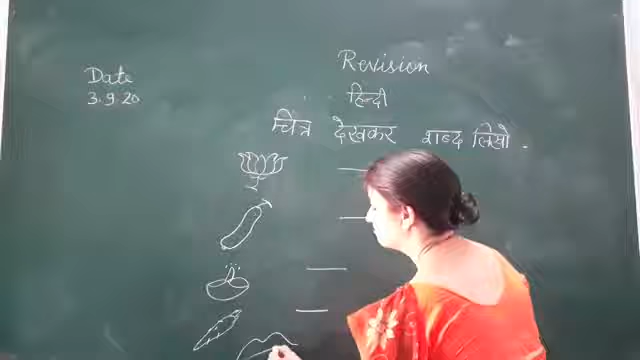 Revision
Date
3.9.20
हिन्दी
चित्र देखकर शब्द लिखो .